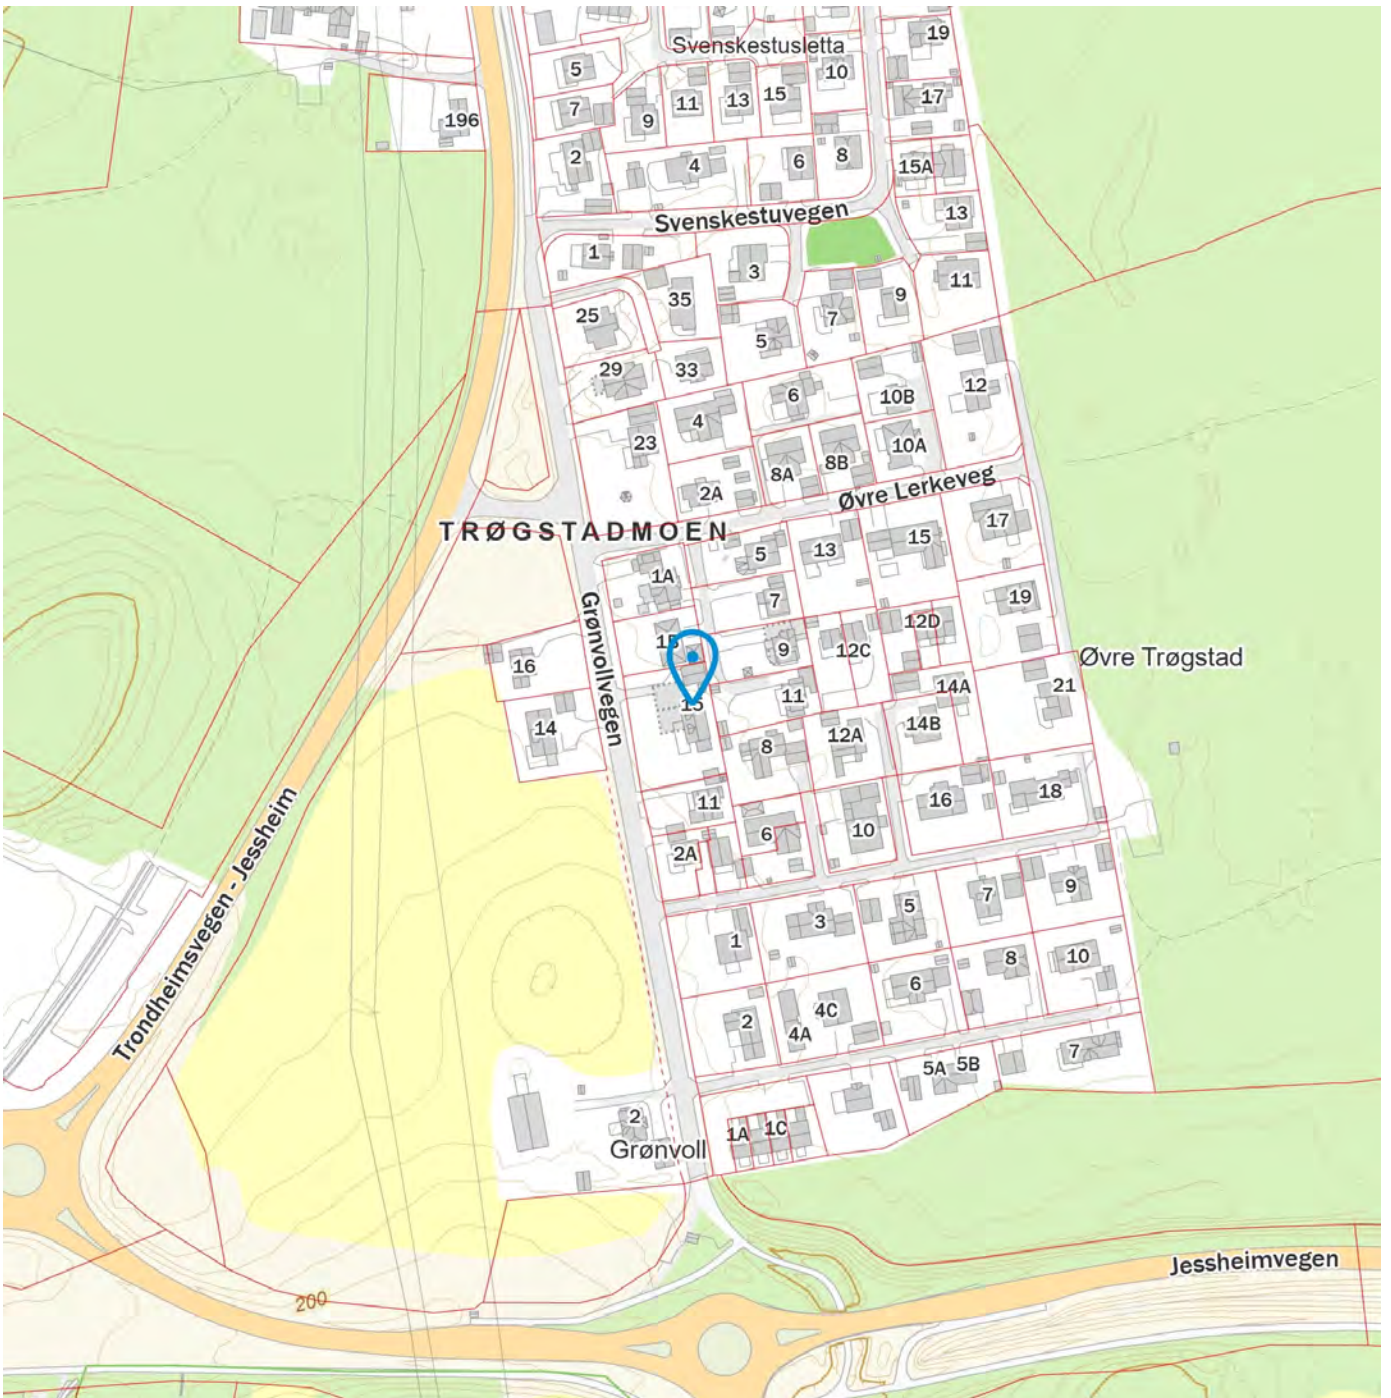 19
Svenskestusletta
5
10
11
13
15
17
7
196
9
2
4
6
8
15A
13
Svenskestuvegen
1
3
11
35
9
25
7
5
29
33
12
6
10B
4
23
10A
8B
8A
2A
Øvre Lerkeveg
17
TRØGSTADMOEN
5
13
15
1A
7
19
Grønvollvegen
1B
9
12C
12D
16
Øvre Trøgstad
14A
21
11
15
14
14B
12A
8
18
16
11
10
6
2A
Trondheimsvegen - Jessheim
9
7
5
3
1
10
8
6
4C
2
4A
7
5B
5A
2
1C
1A
Grønvoll
Jessheimvegen
200